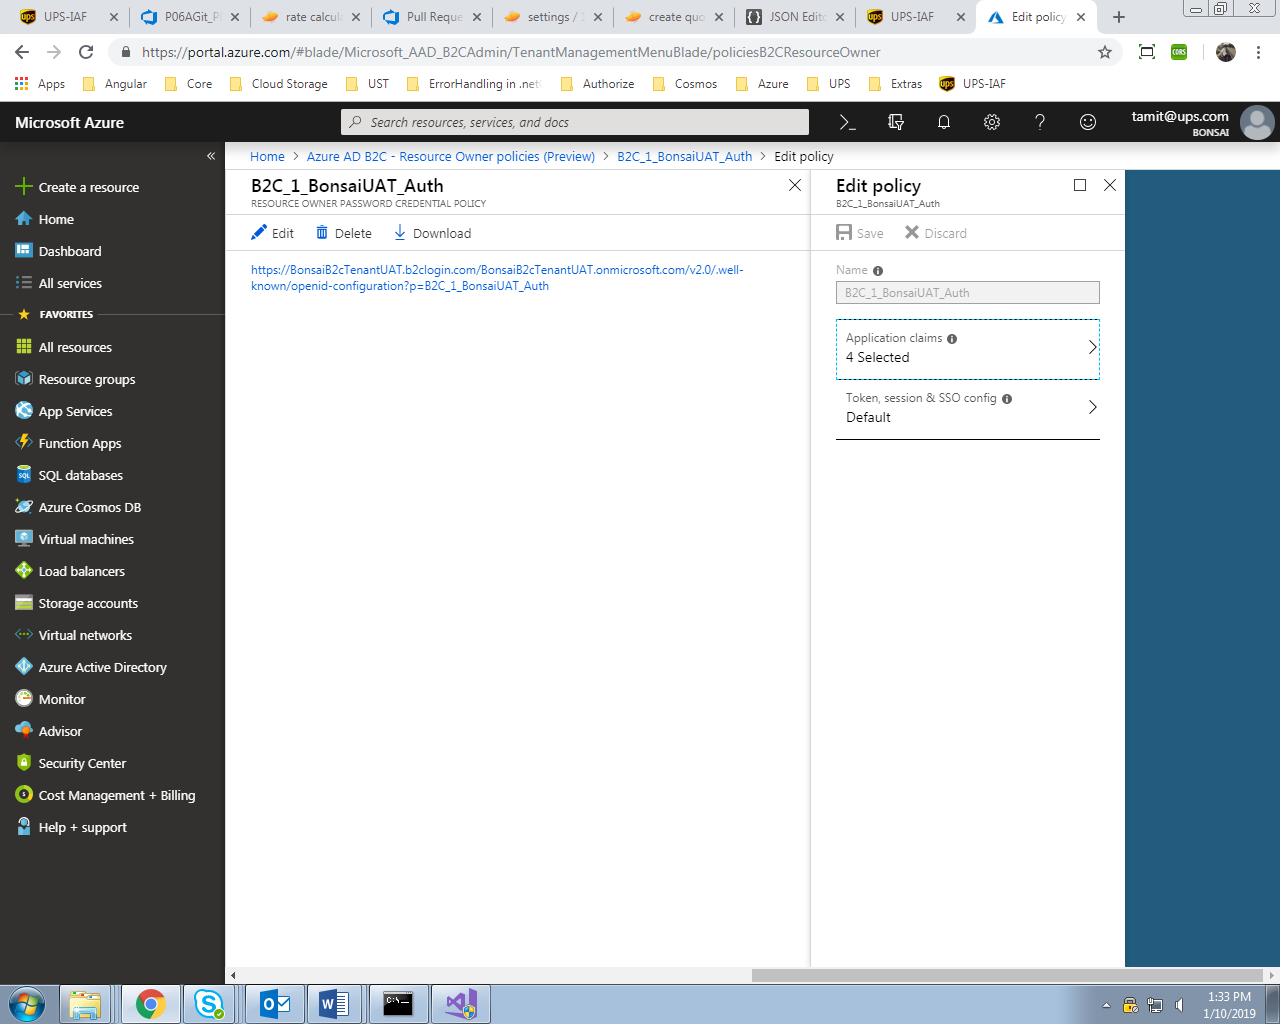 UPS-IAF
P06AGit_P
rate calcul
Pull Reque
settings / 1
create quo
JSON Edito
UPS-IAF
Edit policy
https://portal.azure.com/#blade/Microsoft_AAD_B2CAdmin/TenantManagementMenuBlade/policiesB2CResourceOwner
CORS
Apps
Angular
Core
Cloud Storage
UST
ErrorHandling in .net
Authorize
Cosmos
Azure
UPS
Extras
UPS-IAF
Microsoft Azure
Search resources, services, and docs
tamit@ups.com
BONSAI
Home > Azure AD B2C - Resource Owner policies (Preview) > B2C_1_BonsaiUAT_Auth > Edit policy
Create a resource
Home
Dashboard
All services
FAVORITES
All resources
Resource groups
App Services
Function Apps
SQL databases
Azure Cosmos DB
Virtual machines
Load balancers
Storage accounts
Virtual networks
Azure Active Directory
Monitor
Advisor
Security Center
Cost Management + Billing
Help + support
B2C_1_BonsaiUAT_Auth
RESOURCE OWNER PASSWORD CREDENTIAL POLICY
Edit
Delete
Download
https://BonsaiB2cTenantUAT.b2clogin.com/BonsaiB2cTenantUAT.onmicrosoft.com/v2.0/.well-
known/openid-configuration?p=B2C_1_BonsaiUAT_Auth
Edit policy
B2C_1_BonsaiUAT_Auth
Save
Discard
Name
B2C_1_BonsaiUAT_Auth
Application claims
4 Selected
Token, session & SSO config
Default
1:33 PM
1/10/2019